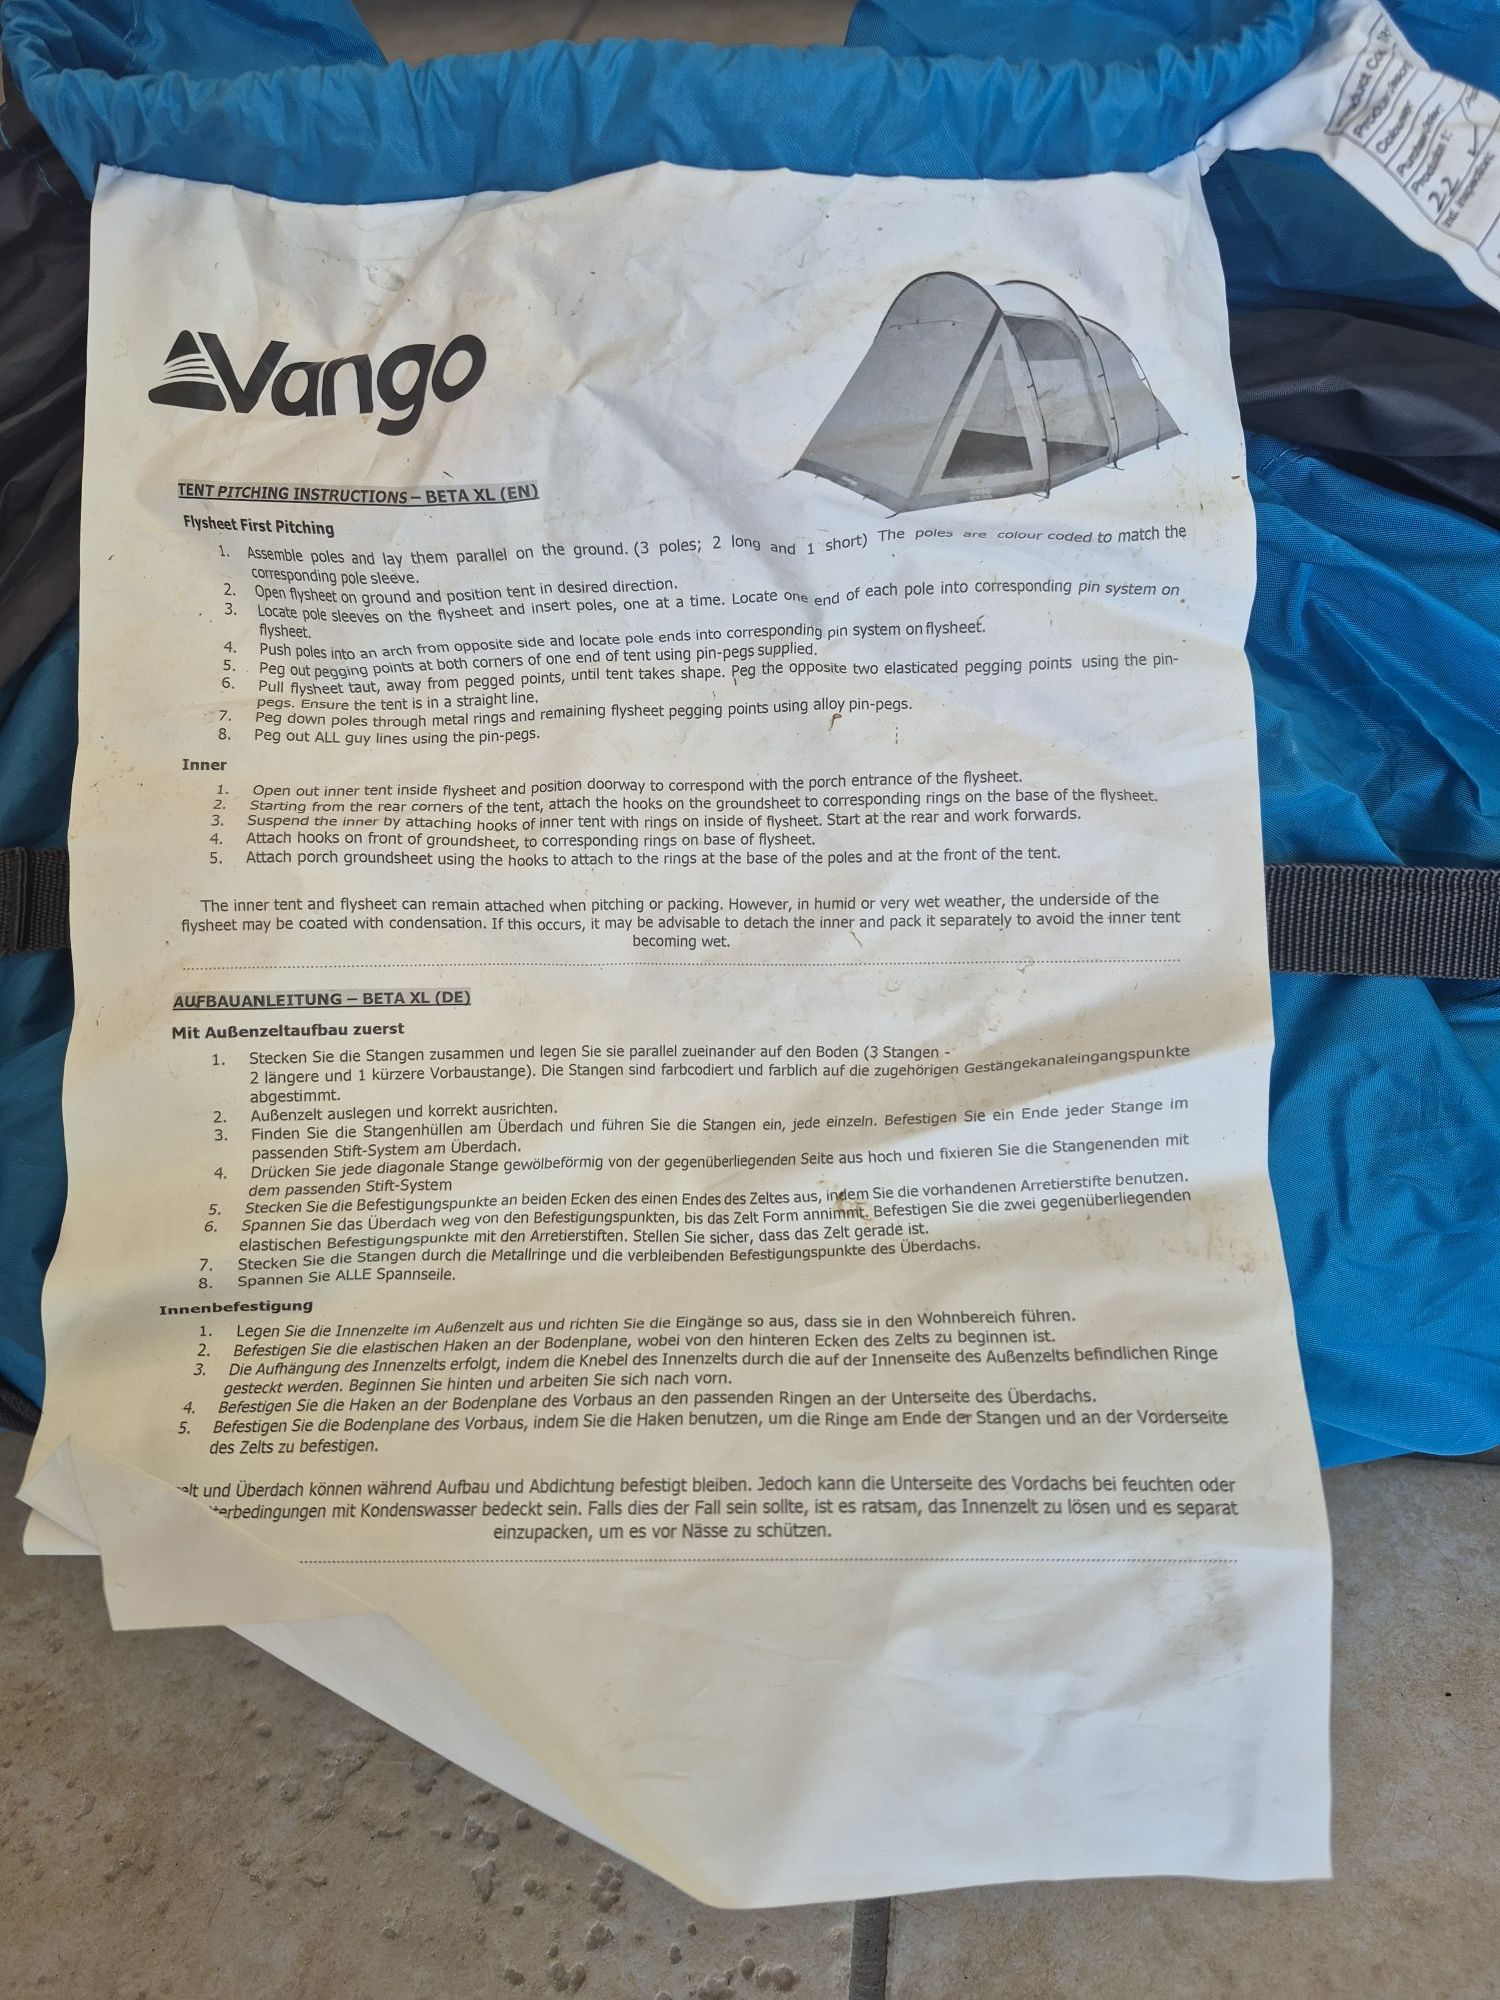 Vango
TENT PITCHING INSTRUCTIONS – BETA XL (EN)
Flysheet First Pitching
1. Assemble poles and lay them parallel on the ground. (3 poles; 2 long and 1 short) The poles are colour coded to match the
corresponding pole sleeve.
2. Open flysheet on ground and position tent in desired direction.
3. Locate pole sleeves on the flysheet and insert poles, one at a time. Locate one end of each pole into corresponding pin system on
flysheet.
4. Push poles into an arch from opposite side and locate pole ends into corresponding pin system on flysheet.
5. Peg out pegging points at both corners of one end of tent using pin-pegs supplied.
6. Pull flysheet taut, away from pegged points, until tent takes shape. Peg the opposite two elasticated pegging points using the pin-
pegs. Ensure the tent is in a straight line.
7. Peg down poles through metal rings and remaining flysheet pegging points using alloy pin-pegs.
8. Peg out ALL guy lines using the pin-pegs.
Inner
1. Open out inner tent inside flysheet and position doorway to correspond with the porch entrance of the flysheet.
2. Starting from the rear corners of the tent, attach the hooks on the groundsheet to corresponding rings on the base of the flysheet.
3. Suspend the inner by attaching hooks of inner tent with rings on inside of flysheet. Start at the rear and work forwards.
4. Attach hooks on front of groundsheet, to corresponding rings on base of flysheet.
5. Attach porch groundsheet using the hooks to attach to the rings at the base of the poles and at the front of the tent.
The inner tent and flysheet can remain attached when pitching or packing. However, in humid or very wet weather, the underside of the
flysheet may be coated with condensation. If this occurs, it may be advisable to detach the inner and pack it separately to avoid the inner tent
becoming wet.
AUFBAUANLEITUNG – BETA XL (DE)
Mit Außenzeltaufbau zuerst
1. Stecken Sie die Stangen zusammen und legen Sie sie parallel zueinander auf den Boden (3 Stangen -
2 längere und 1 kürzere Vorbaustange). Die Stangen sind farbcodiert und farblich auf die zugehörigen Gestängekanaleingangspunkte
abgestimmt.
2. Außenzelt auslegen und korrekt ausrichten.
3. Finden Sie die Stangenhüllen am Überdach und führen Sie die Stangen ein, jede einzeln. Befestigen Sie ein Ende jeder Stange im
passenden Stift-System am Überdach.
4. Drücken Sie jede diagonale Stange gewölbeförmig von der gegenüberliegenden Seite aus hoch und fixieren Sie die Stangenenden mit
dem passenden Stift-System
5. Stecken Sie die Befestigungspunkte an beiden Ecken des einen Endes des Zeltes aus, indem Sie die vorhandenen Arretierstifte benutzen.
6. Spannen Sie das Überdach weg von den Befestigungspunkten, bis das Zelt Form annimmt. Befestigen Sie die zwei gegenüberliegenden
elastischen Befestigungspunkte mit den Arretierstiften. Stellen Sie sicher, dass das Zelt gerade ist.
7. Stecken Sie die Stangen durch die Metallringe und die verbleibenden Befestigungspunkte des Überdachs.
8. Spannen Sie ALLE Spannseile.
Innenbefestigung
1. Legen Sie die Innenzelte im Außenzelt aus und richten Sie die Eingänge so aus, dass sie in den Wohnbereich führen.
2. Befestigen Sie die elastischen Haken an der Bodenplane, wobei von den hinteren Ecken des Zelts zu beginnen ist.
3. Die Aufhängung des Innenzelts erfolgt, indem die Knebel des Innenzelts durch die auf der Innenseite des Außenzelts befindlichen Ringe
gesteckt werden. Beginnen Sie hinten und arbeiten Sie sich nach vorn.
4. Befestigen Sie die Haken an der Bodenplane des Vorbaus an den passenden Ringen an der Unterseite des Überdachs.
5. Befestigen Sie die Bodenplane des Vorbaus, indem Sie die Haken benutzen, um die Ringe am Ende der Stangen und an der Vorderseite
des Zelts zu befestigen.
und Überdach können während Aufbau und Abdichtung befestigt bleiben. Jedoch kann die Unterseite des Vordachs bei feuchten oder
mit Kondenswasser bedeckt sein. Falls dies der Fall sein sollte, ist es ratsam, das Innenzelt zu lösen und es separat
einzupacken, um es vor Nässe zu schützen.
Colour
22